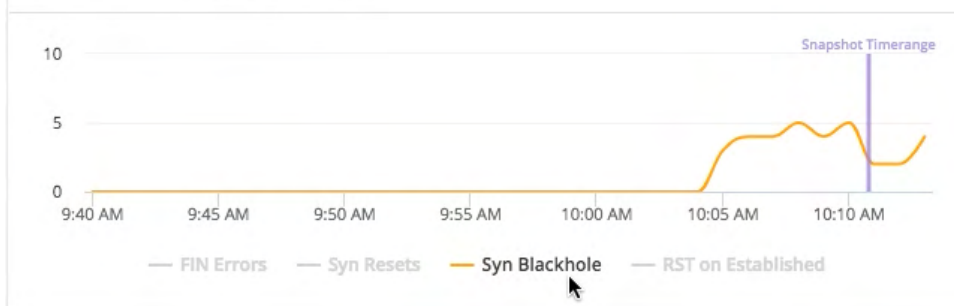 Snapshot Timerange
10
5
0
9:40 AM 9:45 AM 9:50 AM 9:55 AM 10:00 AM 10:05 AM 10:10 AM
FIN Errors Syn Resets Syn Blackhole RST on Established